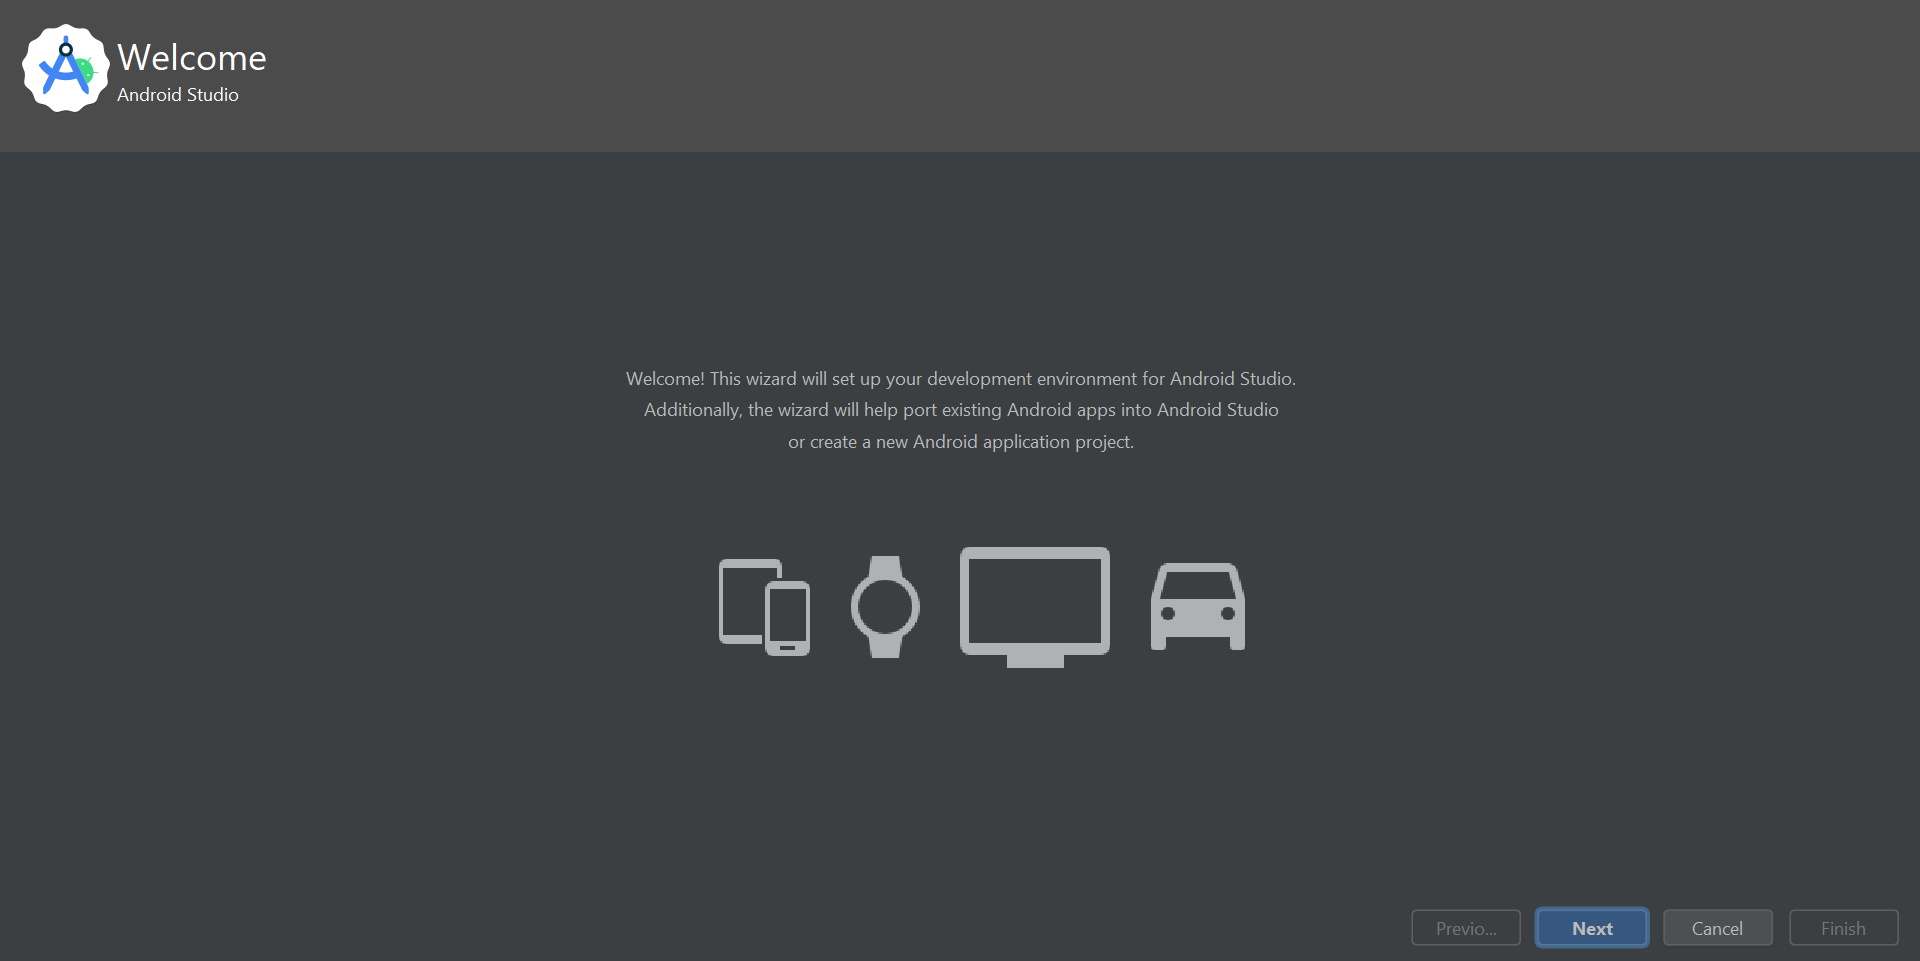 Welcome
Android Studio
Welcome! This wizard will set up your development environment for Android Studio.
Additionally, the wizard will help port existing Android apps into Android Studio
or create a new Android application project.
Previo...
Next
Cancel
Finish